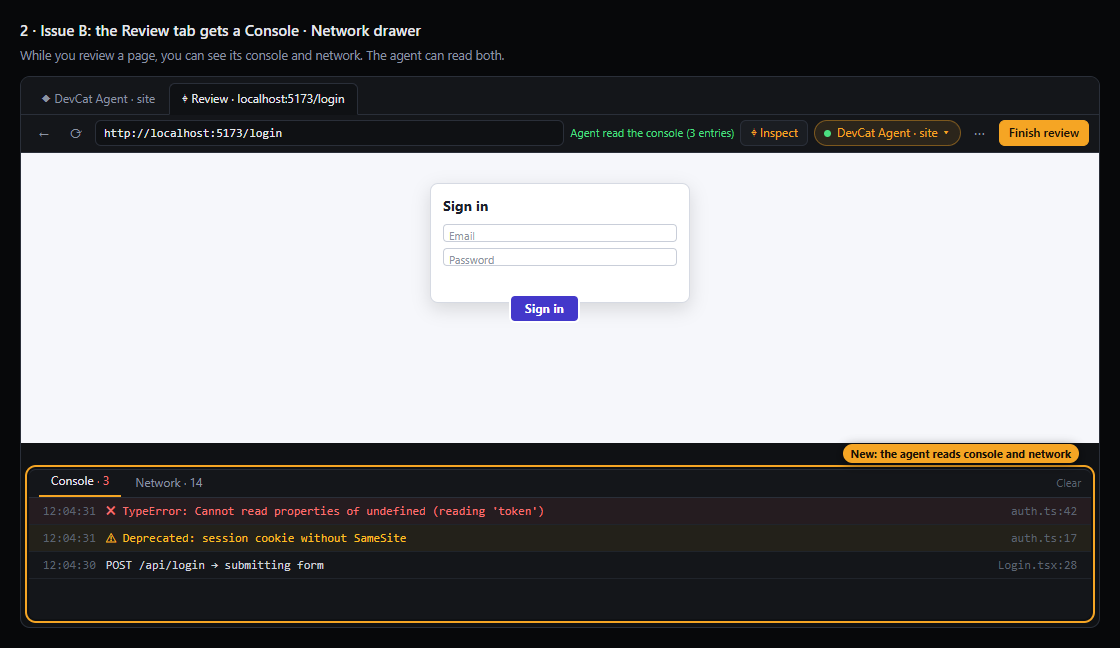 2 · Issue B: the Review tab gets a Console · Network drawer
While you review a page, you can see its console and network. The agent can read both.
DevCat Agent · site
Review · localhost:5173/login
http://localhost:5173/login
Agent read the console (3 entries)
Inspect
DevCat Agent · site
Finish review
Sign in
Email
Password
Sign in
New: the agent reads console and network
Console · 3
Network · 14
Clear
12:04:31 ✕ TypeError: Cannot read properties of undefined (reading 'token') auth.ts:42
12:04:31 ⚠ Deprecated: session cookie without SameSite auth.ts:17
12:04:30 POST /api/login → submitting form Login.tsx:28